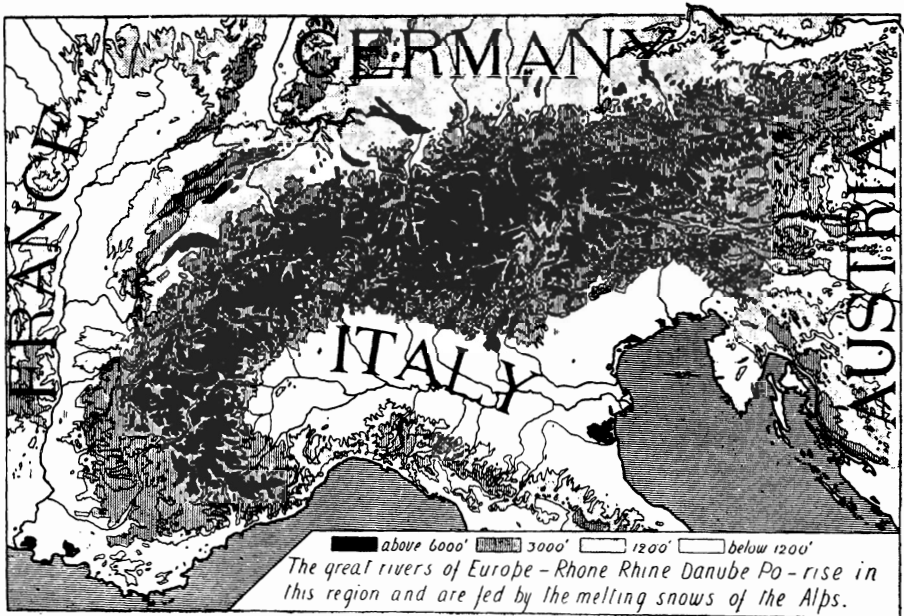 GERMANY
FRANCE
AUSTRIA
ITALY
above 6000' 3000' 1200' below 1200'
The great rivers of Europe – Rhone Rhine Danube Po – rise in
this region and are fed by the melting snows of the Alps.